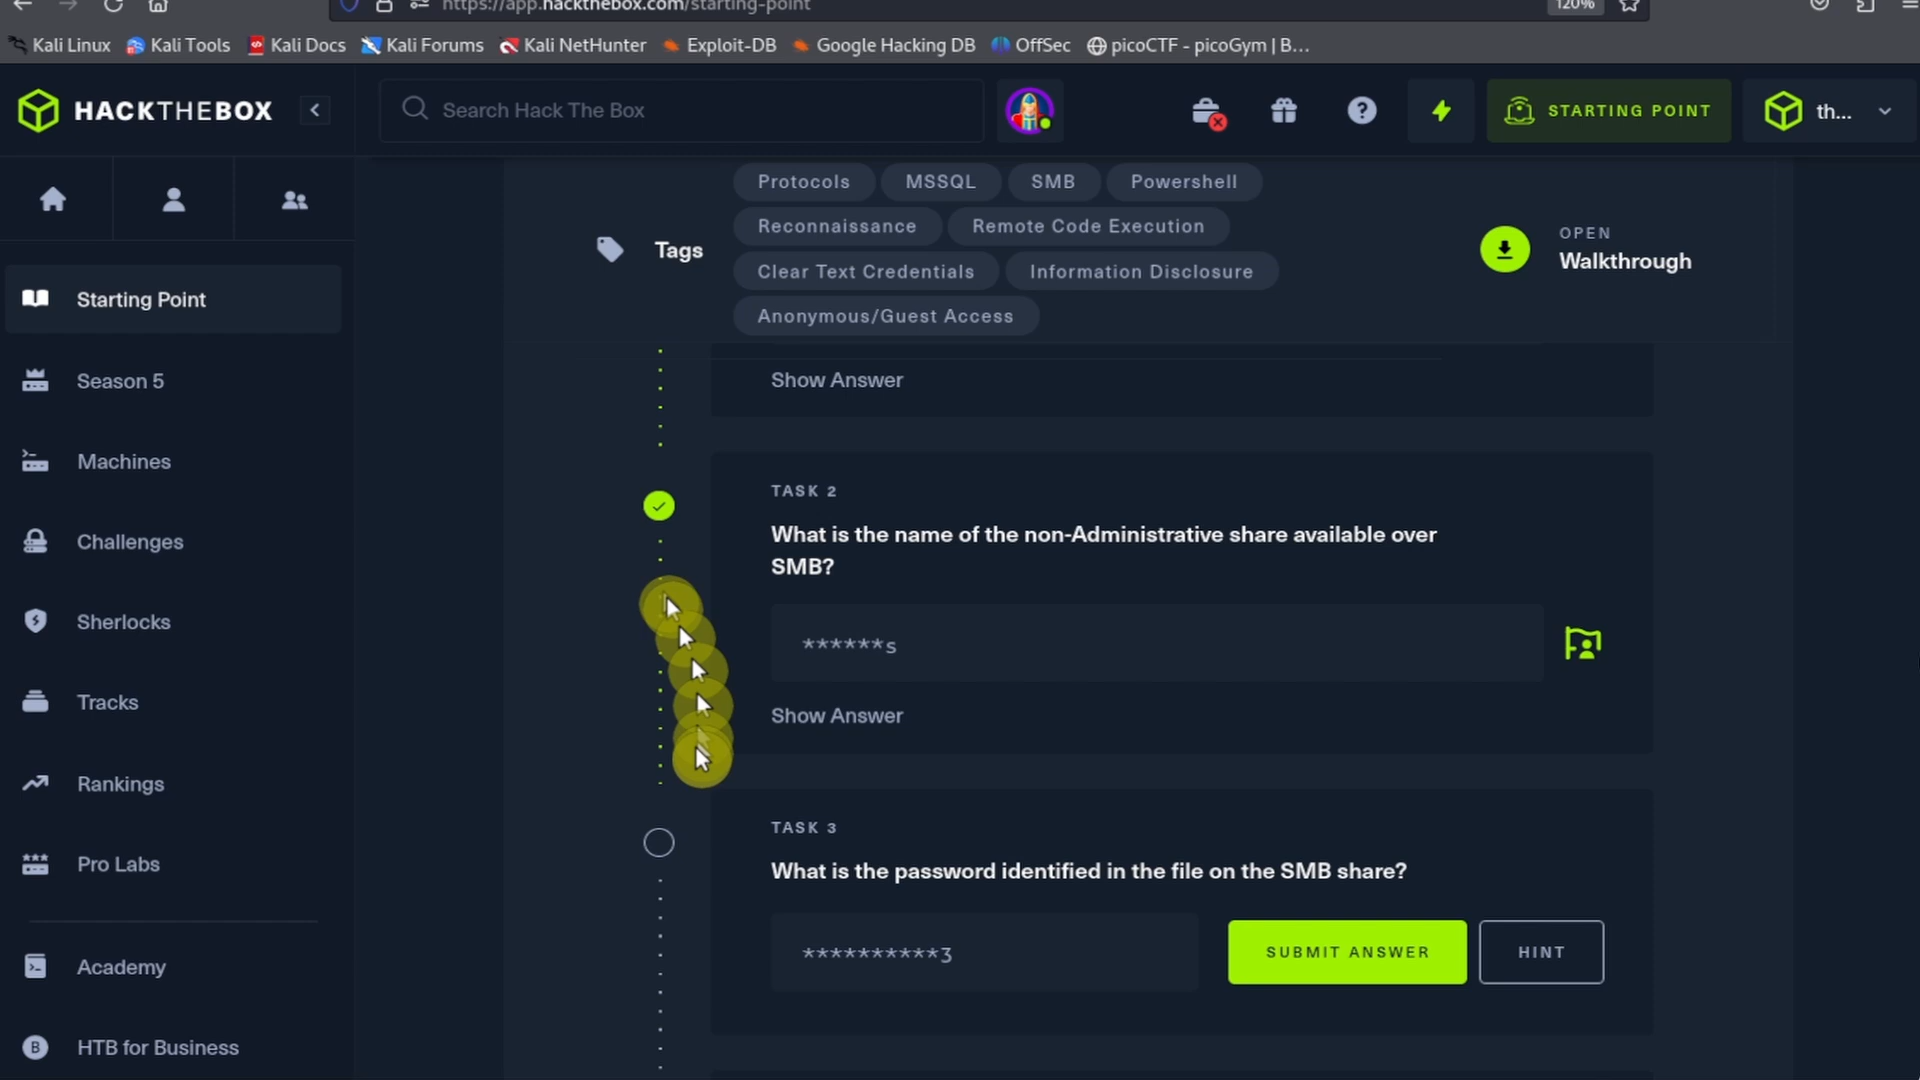 https://app.hackthebox.com/starting-point
120%
Kali Linux
Kali Tools
Kali Docs
Kali Forums
Kali NetHunter
Exploit-DB
Google Hacking DB
OffSec
picoCTF - picoGym | B...
HACKTHEBOX
Search Hack The Box
STARTING POINT
th...
Protocols
MSSQL
SMB
Powershell
Reconnaissance
Remote Code Execution
Tags
Clear Text Credentials
Information Disclosure
Anonymous/Guest Access
OPEN
Walkthrough
Starting Point
Season 5
Machines
Challenges
Sherlocks
Tracks
Rankings
Pro Labs
Academy
HTB for Business
Show Answer
TASK 2
What is the name of the non-Administrative share available over
SMB?
******s
Show Answer
TASK 3
What is the password identified in the file on the SMB share?
**********3
SUBMIT ANSWER
HINT